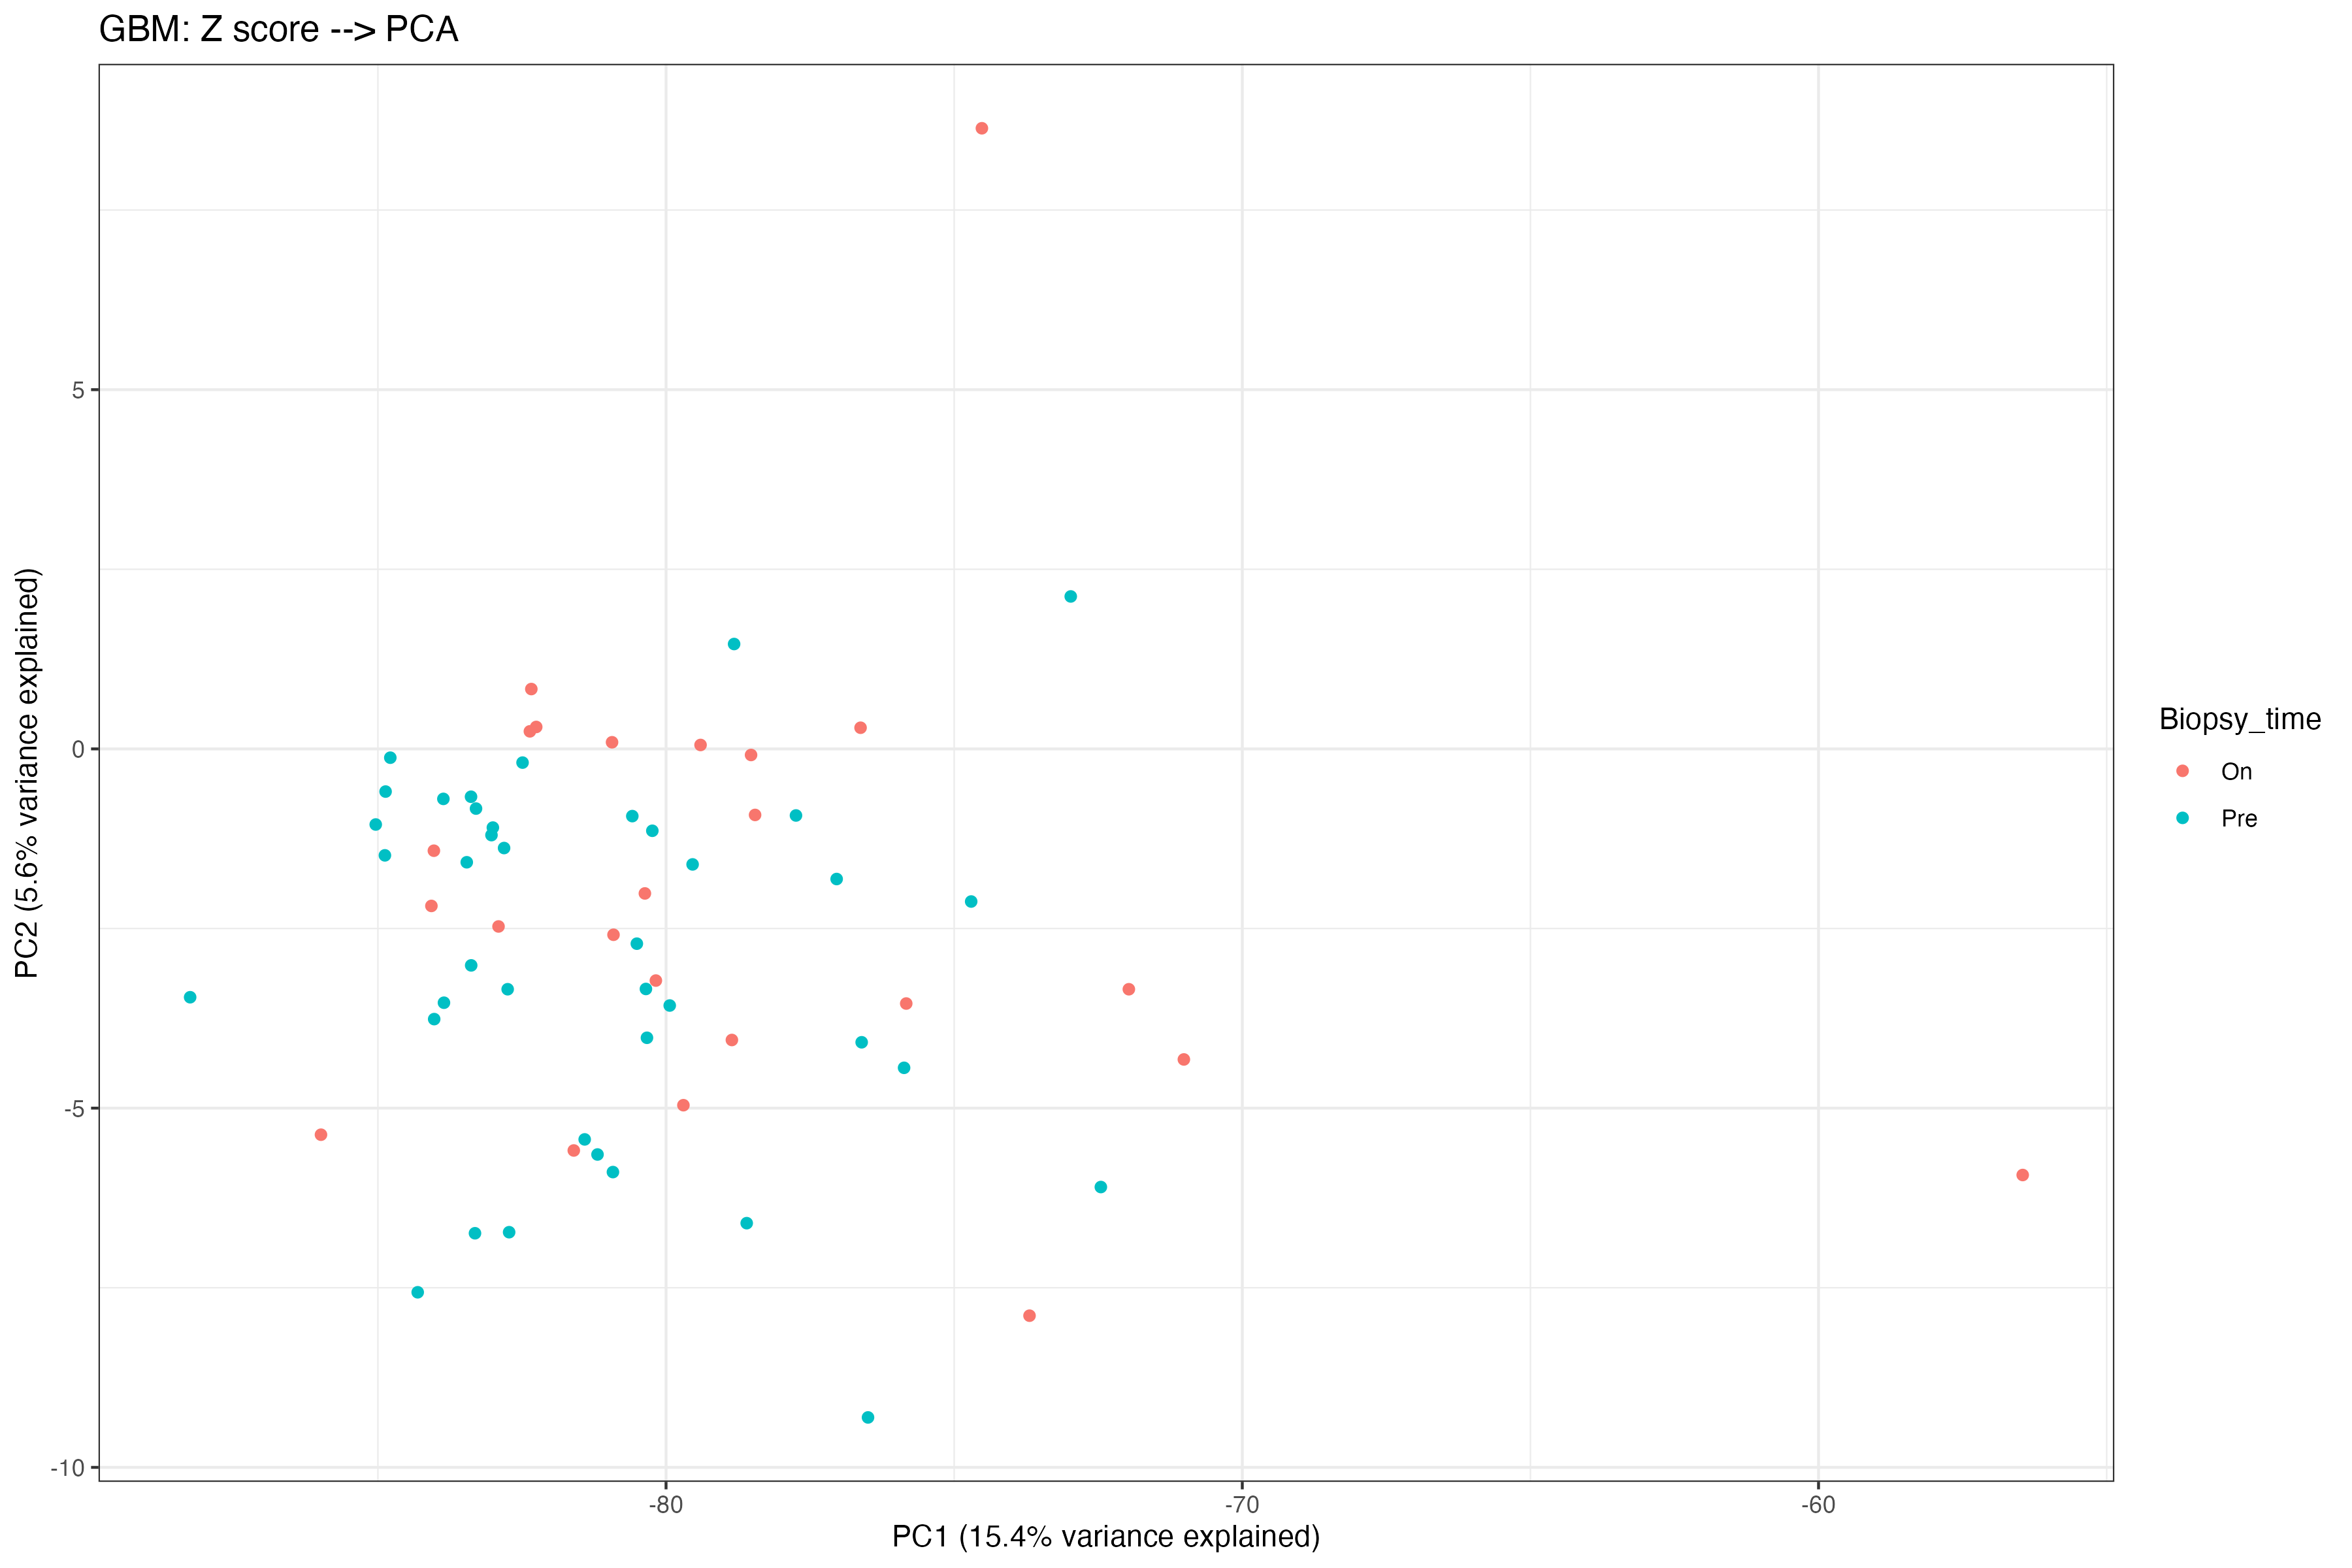 GBM: Z score --> PCA
5
0
-5
-10
PC2 (5.6% variance explained)
-80
-70
-60
PC1 (15.4% variance explained)
Biopsy_time
On
Pre